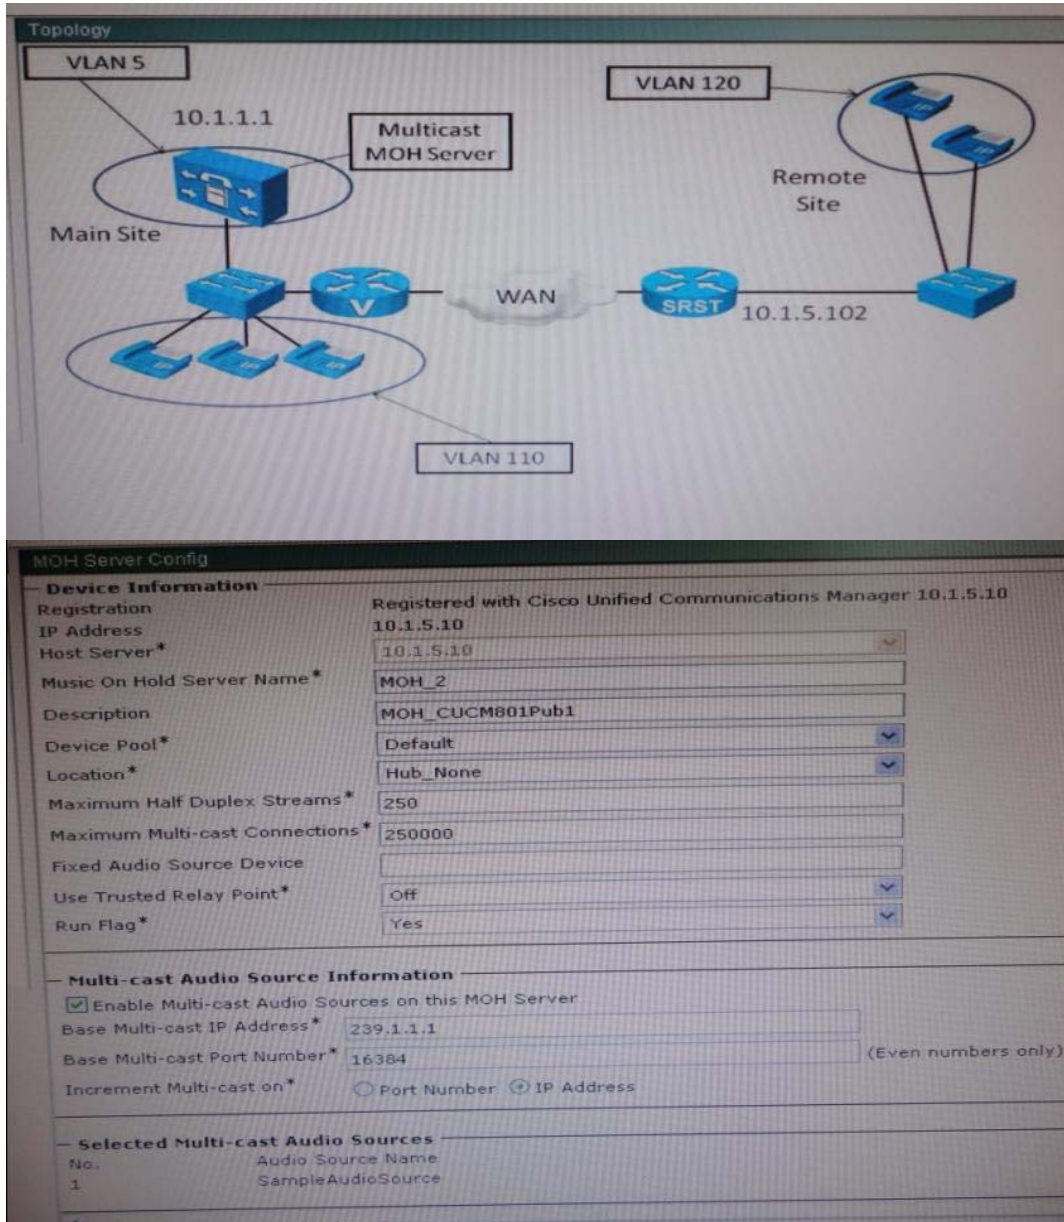 Topology
VLAN 5
VLAN 120
10.1.1.1
Multicast
MOH Server
IP
IP
Remote
Site
Main Site
V
WAN
SRST
10.1.5.102
IP
IP
IP
VLAN 110
MOH Server Config
Device Information
Registration Registered with Cisco Unified Communications Manager 10.1.5.10
IP Address 10.1.5.10
Host Server* 10.1.5.10
Music On Hold Server Name* MOH_2
Description MOH_CUCM801Pub1
Device Pool* Default
Location* Hub_None
Maximum Half Duplex Streams* 250
Maximum Multi-cast Connections* 250000
Fixed Audio Source Device
Use Trusted Relay Point* Off
Run Flag* Yes
Multi-cast Audio Source Information
Enable Multi-cast Audio Sources on this MOH Server
Base Multi-cast IP Address* 239.1.1.1
Base Multi-cast Port Number* 16384 (Even numbers only)
Increment Multi-cast on* Port Number IP Address
Selected Multi-cast Audio Sources
No. Audio Source Name
1 SampleAudioSource